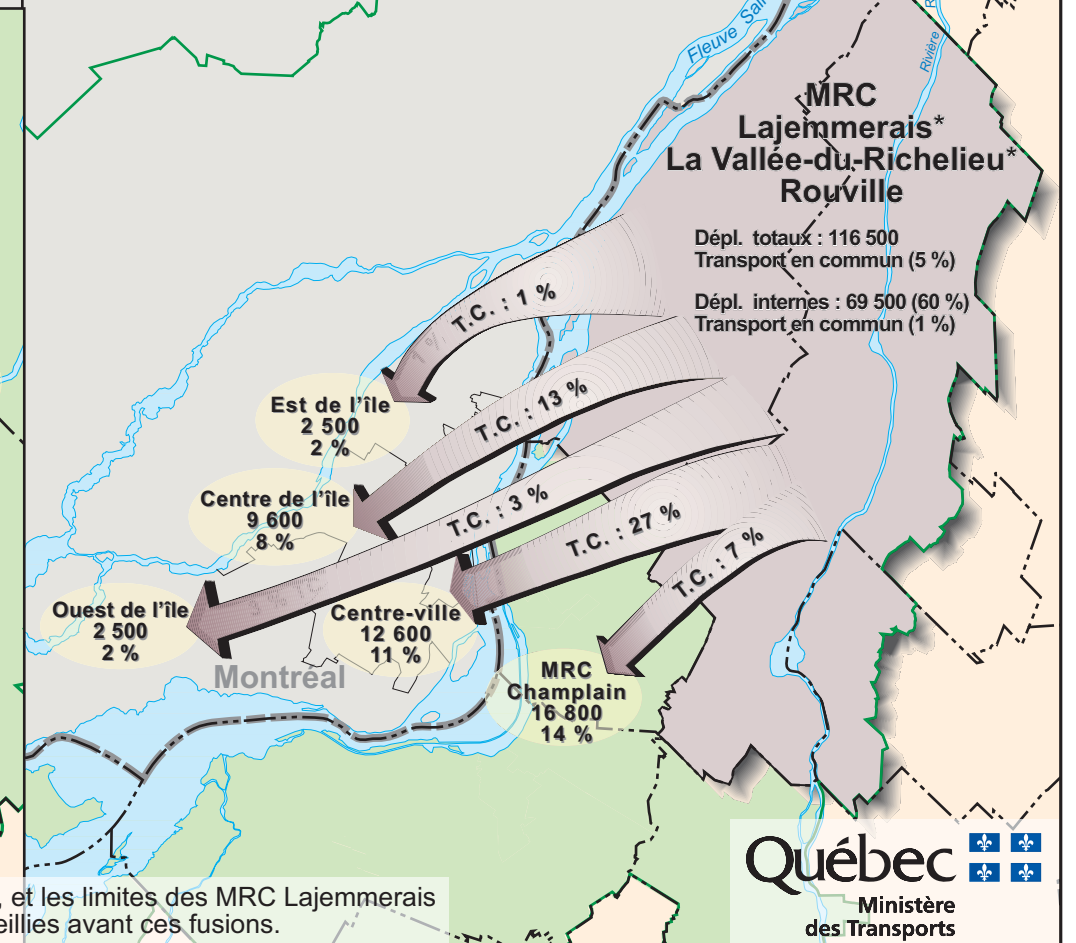 Fleuve Sai
R
Rivière
MRC
Lajemmerais*
La Vallée-du-Richelieu*
Rouville
Dépl. totaux : 116 500
Transport en commun (5 %)
Dépl. internes : 69 500 (60 %)
Transport en commun (1 %)
T.C. : 1 %
1 %
T.C. : 13 %
T.C. : 3 %
3 % T.C.
T.C. : 27 %
T.C. : 7 %
Est de l'île
2 500
2 %
Centre de l'île
9 600
8 %
Ouest de l'île
2 500
2 %
Centre-ville
12 600
11 %
Montréal
MRC
Champlain
16 800
14 %
, et les limites des MRC Lajemmerais
eillies avant ces fusions.
Québec
Ministère
des Transports